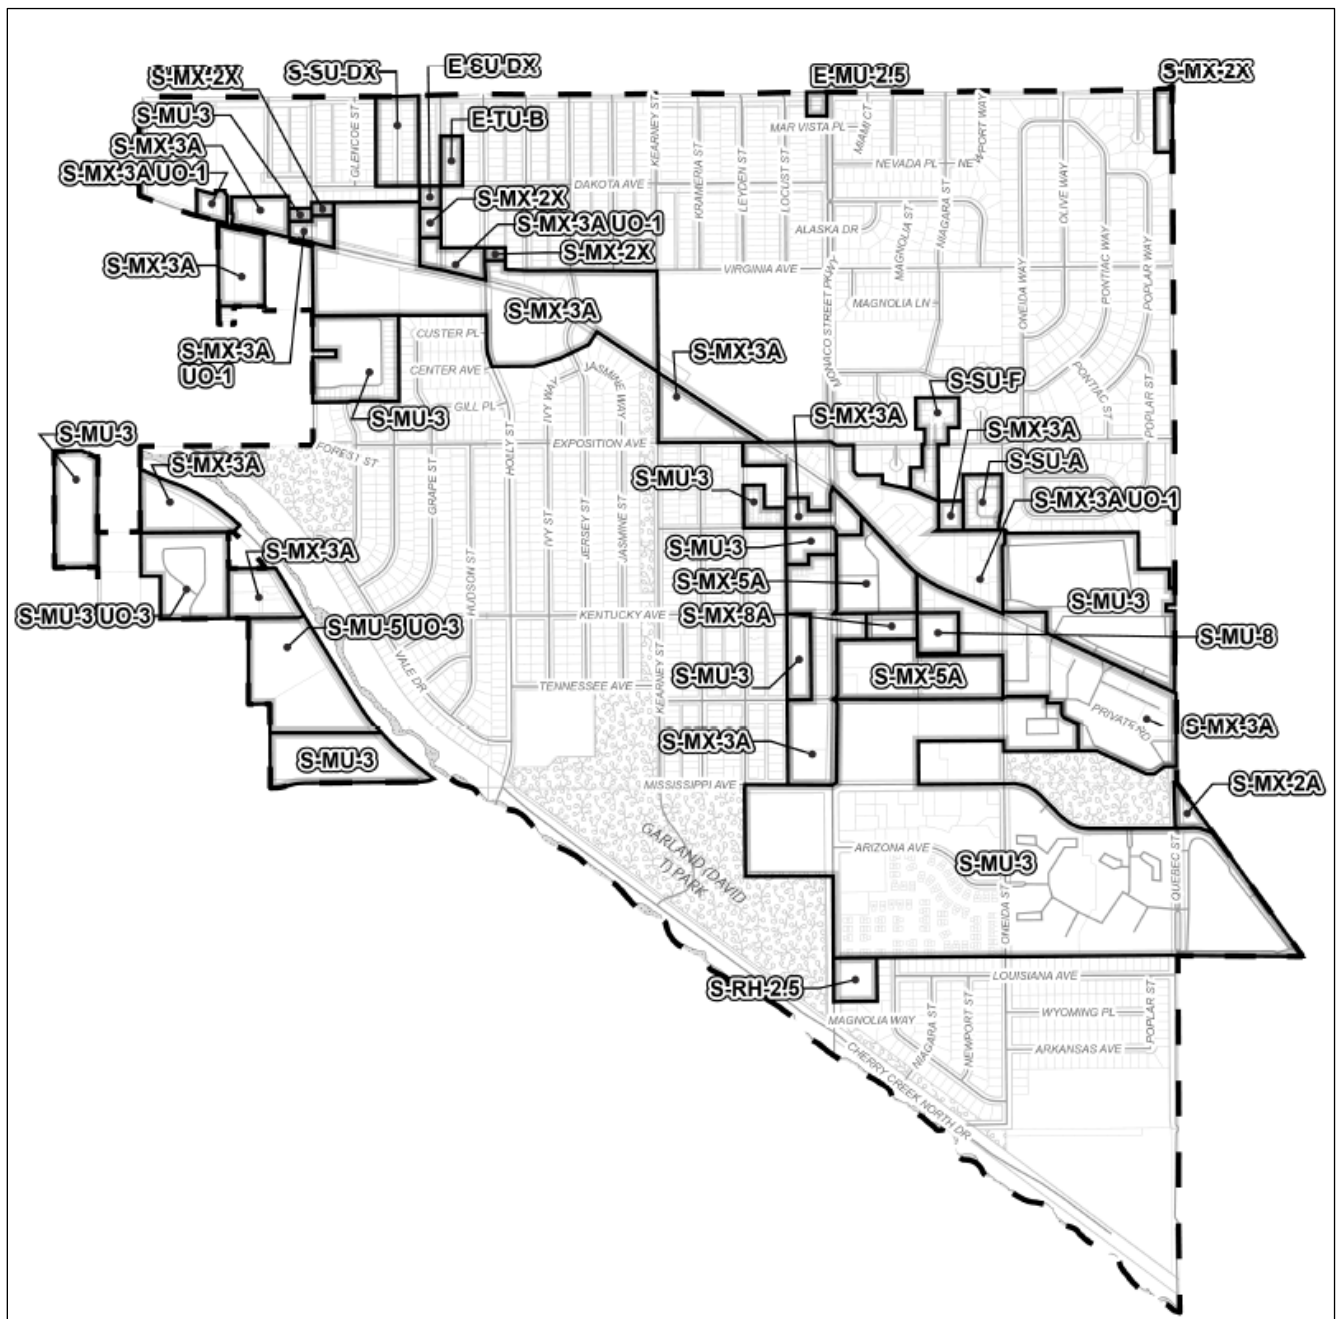 S-MX-2X
S-SU-DX
E-SU-DX
E-MU-2.5
S-MX-2X
S-MU-3
S-MX-3A
S-MX-3A UO-1
E-TU-B
GLENCOE ST
KEARNEY ST
KRAMERIA ST
LEYDEN ST
LOCUST ST
MAR VISTA PL
MIAMI CT
NEVADA PL
NEWPORT WAY
OLIVE WAY
DAKOTA AVE
S-MX-2X
S-MX-3A UO-1
S-MX-2X
ALASKA DR
MAGNOLIA ST
NIAGARA ST
PONTIAC WAY
POPLAR WAY
ONEIDA WAY
S-MX-3A
VIRGINIA AVE
MONACO STREET PKWY
MAGNOLIA LN
S-MX-3A
CUSTER PL
S-MX-3A
UO-1
CENTER AVE
S-MX-3A
JASMINE WAY
IVY WAY
PONTIAC ST
POPLAR ST
S-SU-F
GILL PL
S-MU-3
S-MX-3A
S-MX-3A
S-MU-3
HOLLY ST
EXPOSITION AVE
FOREST ST
S-MX-3A
S-SU-A
GRAPE ST
S-MU-3
S-MX-3A UO-1
IVY ST
JERSEY ST
JASMINE ST
S-MX-3A
S-MU-3
HUDSON ST
S-MX-5A
S-MU-3
S-MU-3 UO-3
KENTUCKY AVE
S-MX-8A
S-MU-5 UO-3
S-MU-8
VALE DR
KEARNEY ST
S-MU-3
S-MX-5A
TENNESSEE AVE
PRIVATE RD
S-MX-3A
S-MX-3A
S-MU-3
MISSISSIPPI AVE
S-MX-2A
GARLAND (DAVID
T) PARK
ARIZONA AVE
S-MU-3
QUEBEC ST
ONEIDA ST
S-RH-2.5
LOUISIANA AVE
MAGNOLIA WAY
NIAGARA ST
NEWPORT ST
WYOMING PL
POPLAR ST
ARKANSAS AVE
CHERRY CREEK NORTH DR